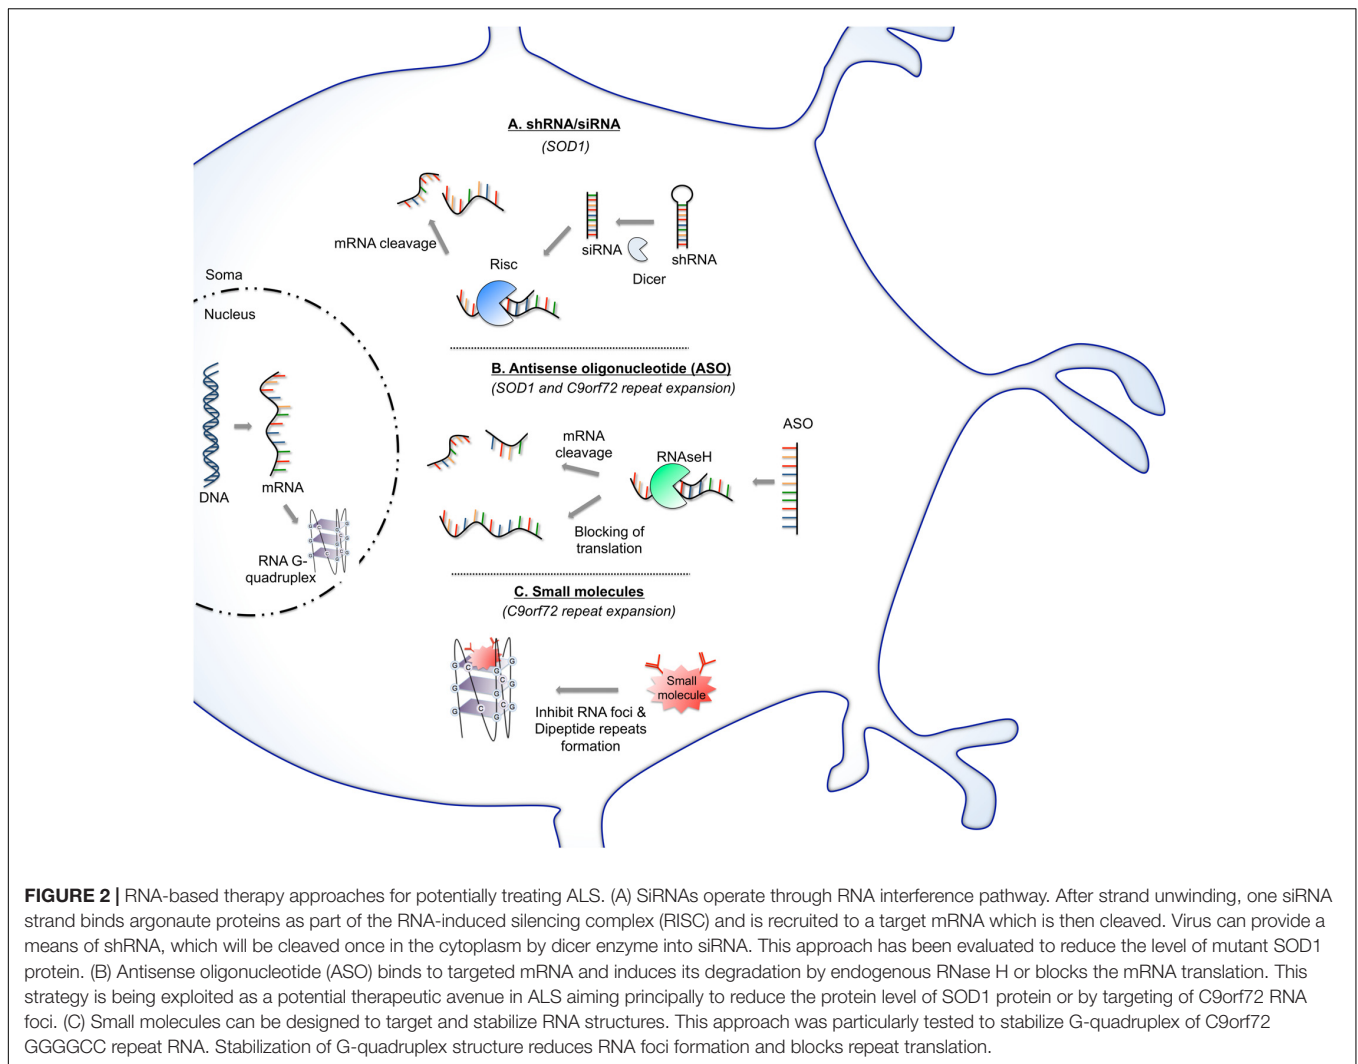 A. shRNA/siRNA
(SOD1)
mRNA cleavage
siRNA
shRNA
Dicer
Risc
Soma
Nucleus
DNA
mRNA
RNA G-
quadruplex
B. Antisense oligonucleotide (ASO)
(SOD1 and C9orf72 repeat expansion)
mRNA
cleavage
RNAseH
ASO
Blocking of
translation
C. Small molecules
(C9orf72 repeat expansion)
Small
molecule
Inhibit RNA foci &
Dipeptide repeats
formation
FIGURE 2 | RNA-based therapy approaches for potentially treating ALS. (A) SiRNAs operate through RNA interference pathway. After strand unwinding, one siRNA
strand binds argonaute proteins as part of the RNA-induced silencing complex (RISC) and is recruited to a target mRNA which is then cleaved. Virus can provide a
means of shRNA, which will be cleaved once in the cytoplasm by dicer enzyme into siRNA. This approach has been evaluated to reduce the level of mutant SOD1
protein. (B) Antisense oligonucleotide (ASO) binds to targeted mRNA and induces its degradation by endogenous RNase H or blocks the mRNA translation. This
strategy is being exploited as a potential therapeutic avenue in ALS aiming principally to reduce the protein level of SOD1 protein or by targeting of C9orf72 RNA
foci. (C) Small molecules can be designed to target and stabilize RNA structures. This approach was particularly tested to stabilize G-quadruplex of C9orf72
GGGGCC repeat RNA. Stabilization of G-quadruplex structure reduces RNA foci formation and blocks repeat translation.